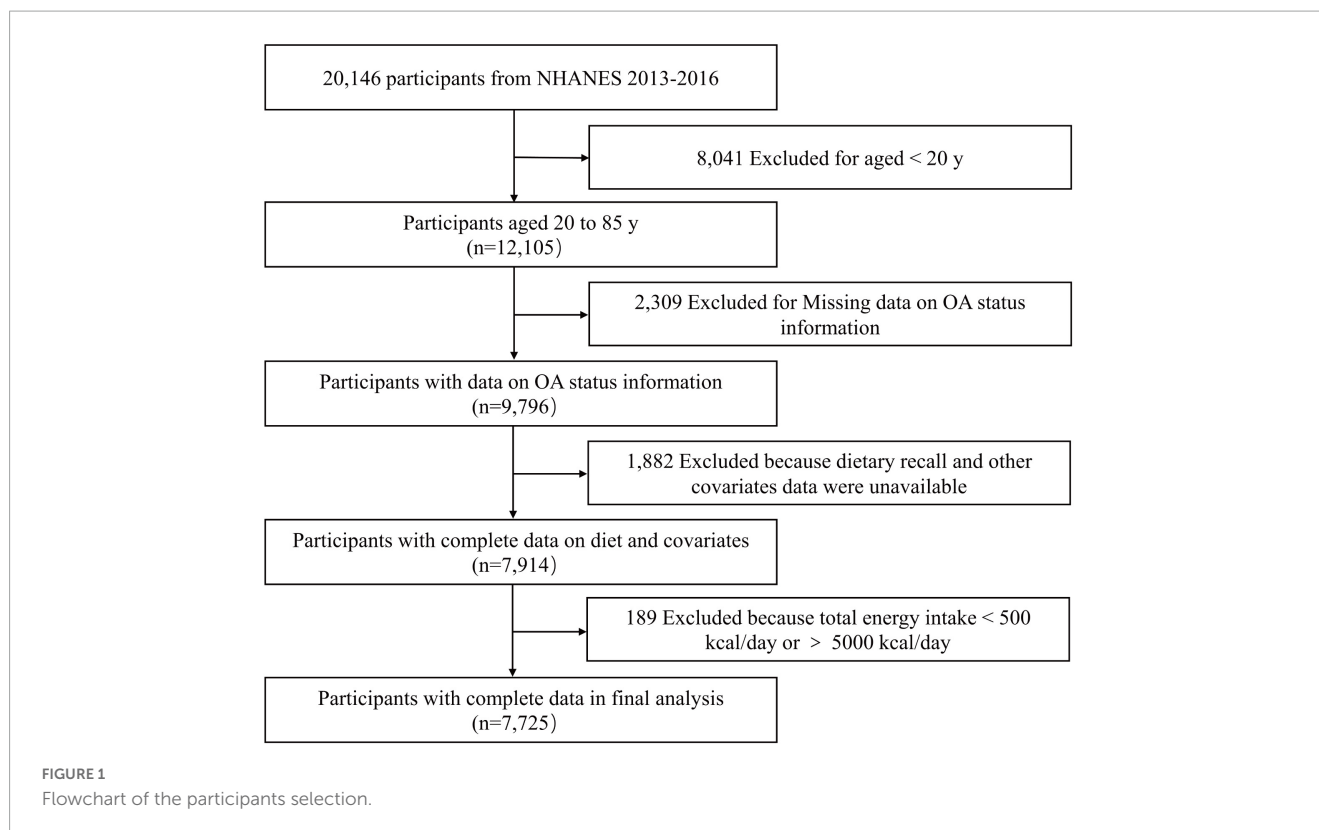 20,146 participants from NHANES 2013-2016
8,041 Excluded for aged < 20 y
Participants aged 20 to 85 y
(n=12,105）
2,309 Excluded for Missing data on OA status
information
Participants with data on OA status information
(n=9,796）
1,882 Excluded because dietary recall and other
covariates data were unavailable
Participants with complete data on diet and covariates
(n=7,914）
189 Excluded because total energy intake < 500
kcal/day or > 5000 kcal/day
Participants with complete data in final analysis
(n=7,725）
FIGURE 1
Flowchart of the participants selection.